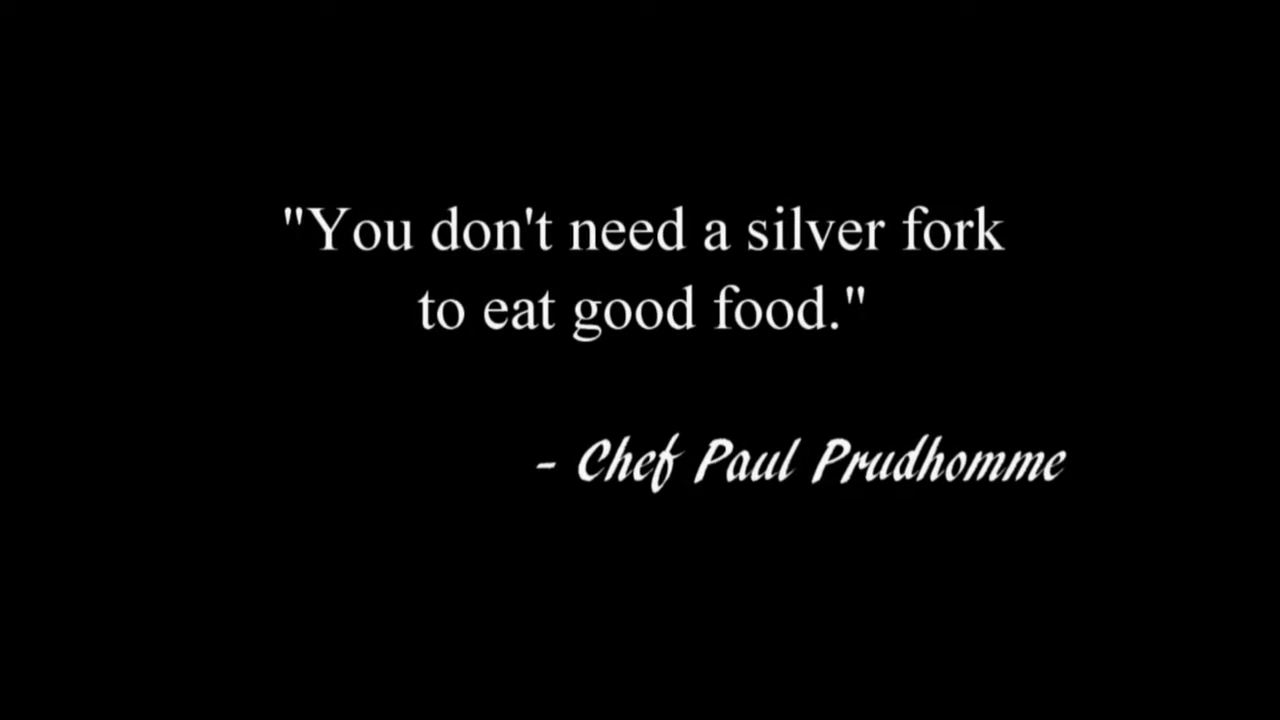 "You don't need a silver fork
to eat good food."
- Chef Paul Prudhomme